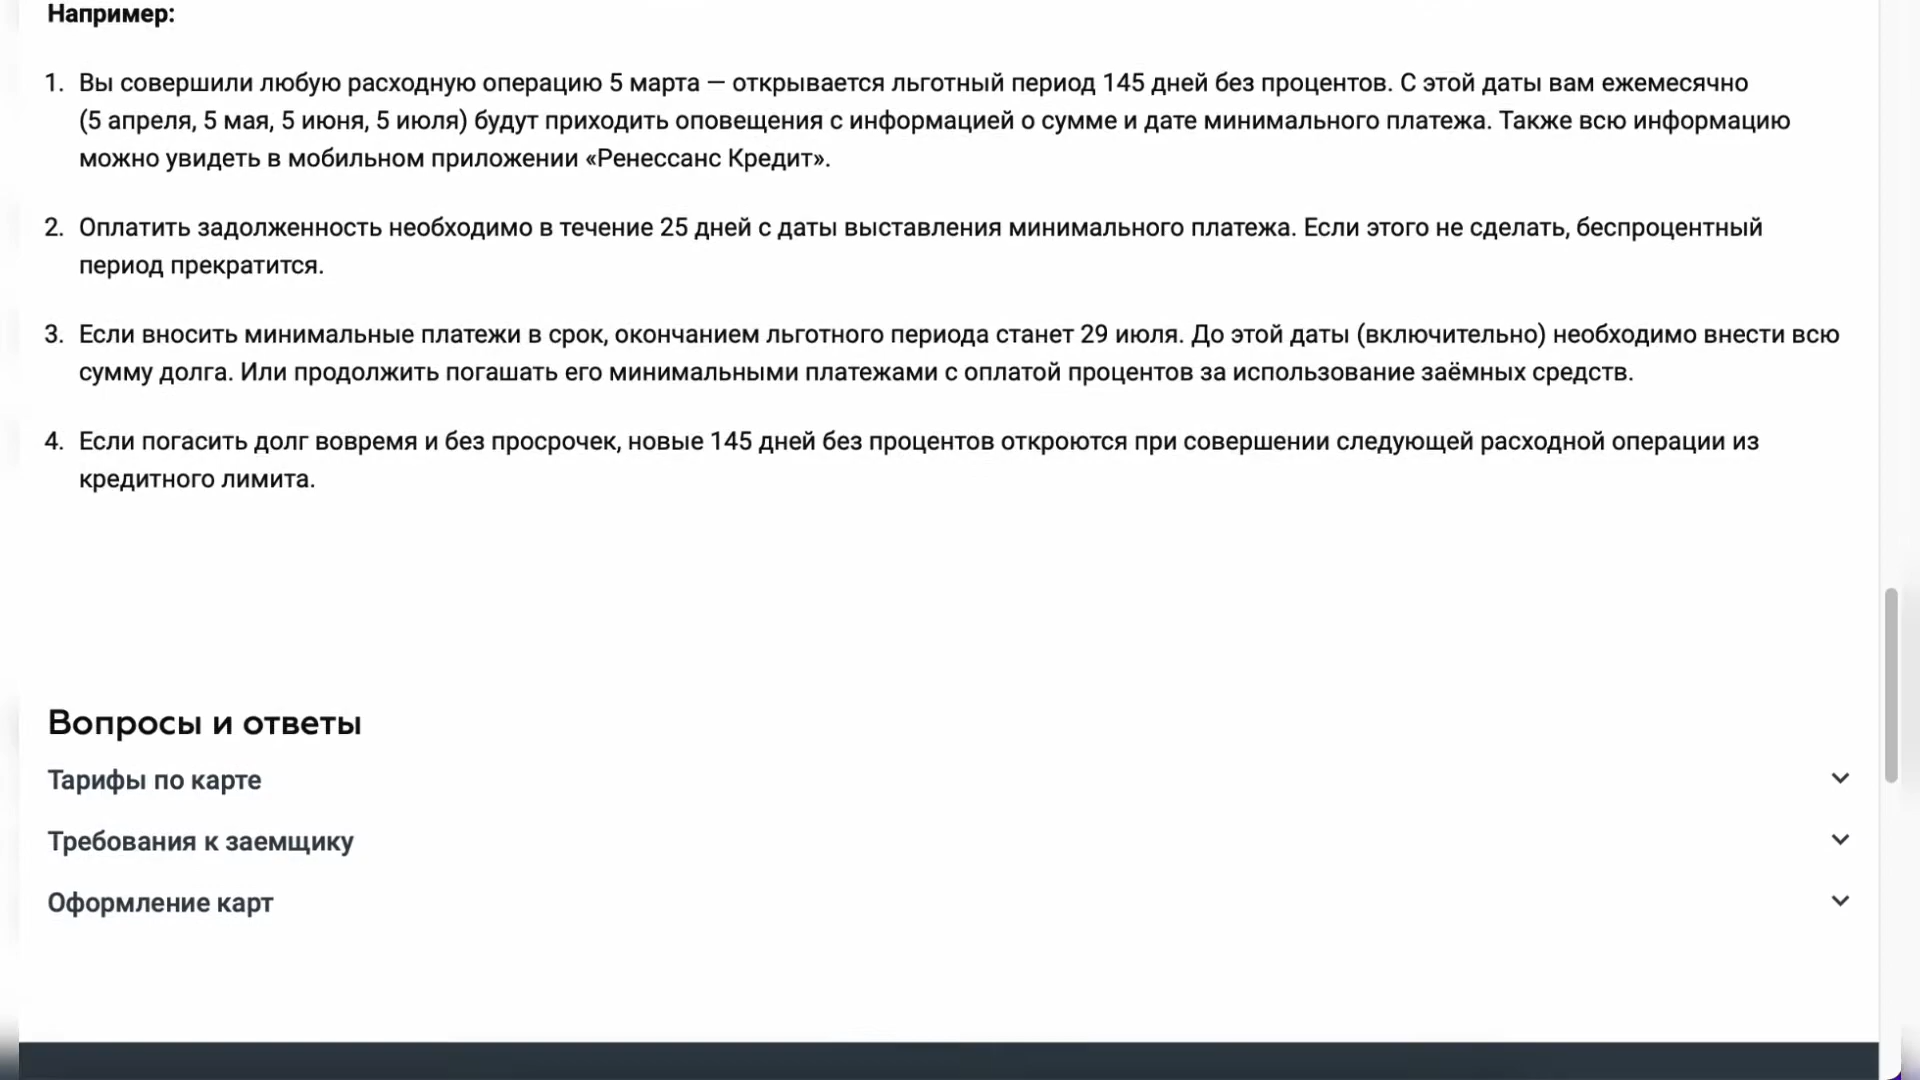 Например:
1. Вы совершили любую расходную операцию 5 марта — открывается льготный период 145 дней без процентов. С этой даты вам ежемесячно
(5 апреля, 5 мая, 5 июня, 5 июля) будут приходить оповещения с информацией о сумме и дате минимального платежа. Также всю информацию
можно увидеть в мобильном приложении «Ренессанс Кредит».
2. Оплатить задолженность необходимо в течение 25 дней с даты выставления минимального платежа. Если этого не сделать, беспроцентный
период прекратится.
3. Если вносить минимальные платежи в срок, окончанием льготного периода станет 29 июля. До этой даты (включительно) необходимо внести всю
сумму долга. Или продолжить погашать его минимальными платежами с оплатой процентов за использование заёмных средств.
4. Если погасить долг вовремя и без просрочек, новые 145 дней без процентов откроются при совершении следующей расходной операции из
кредитного лимита.
Вопросы и ответы
Тарифы по карте
Требования к заемщику
Оформление карт